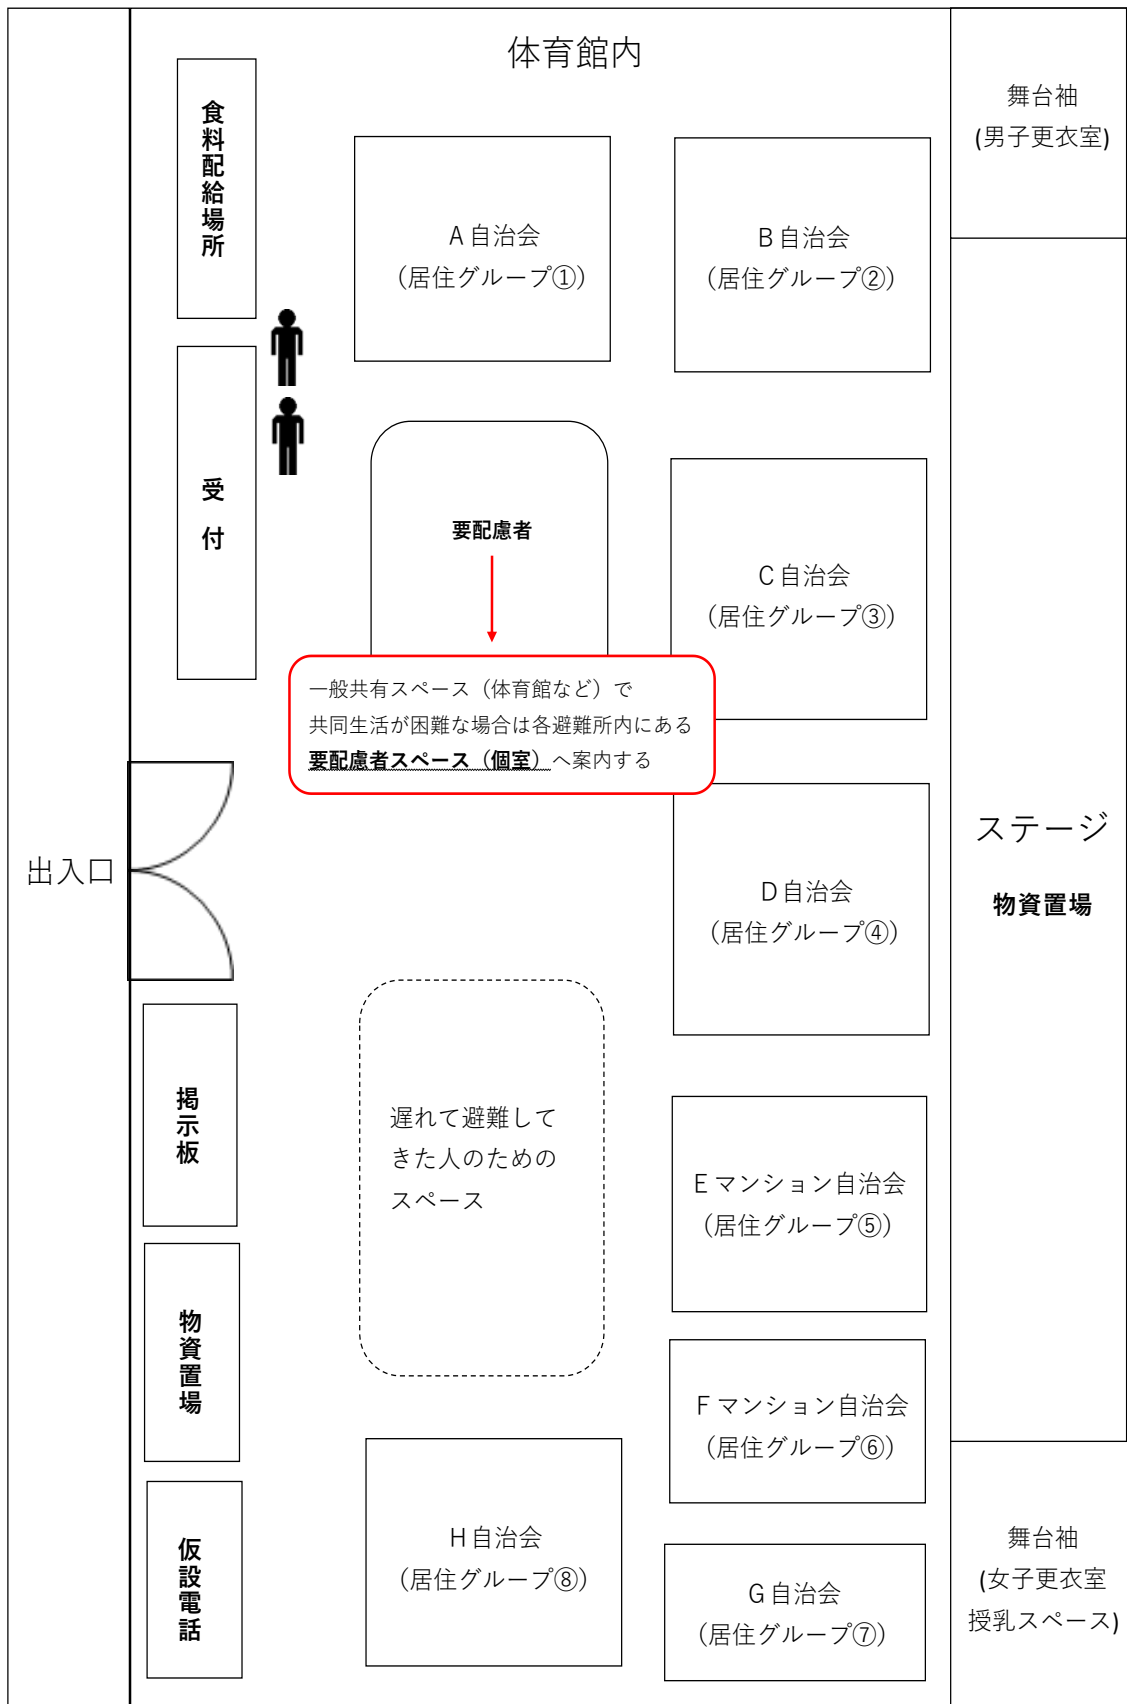 体育館内
舞台袖
(男子更衣室)
食料配給場所
A自治会
(居住グループ①)
B自治会
(居住グループ②)
受付
要配慮者
C自治会
(居住グループ③)
一般共有スペース（体育館など）で
共同生活が困難な場合は各避難所内にある
要配慮者スペース（個室）へ案内する
出入口
D自治会
(居住グループ④)
ステージ
物資置場
掲示板
遅れて避難して
きた人のための
スペース
Eマンション自治会
(居住グループ⑤)
物資置場
Fマンション自治会
(居住グループ⑥)
仮設電話
H自治会
(居住グループ⑧)
G自治会
(居住グループ⑦)
舞台袖
(女子更衣室
授乳スペース)